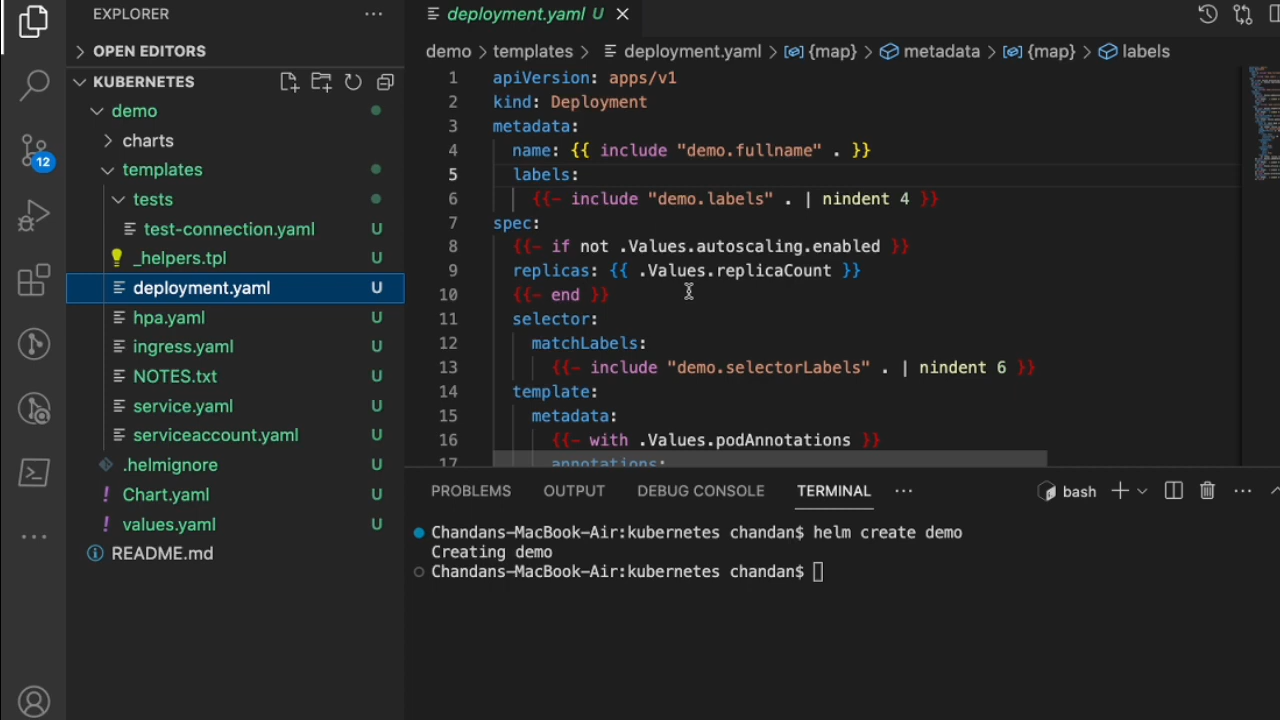 EXPLORER
OPEN EDITORS
KUBERNETES
demo
charts
templates
tests
test-connection.yaml U
_helpers.tpl U
deployment.yaml U
hpa.yaml U
ingress.yaml U
NOTES.txt U
service.yaml U
serviceaccount.yaml U
.helmignore U
! Chart.yaml U
! values.yaml U
README.md
12
deployment.yaml U
demo > templates > deployment.yaml > {map} > metadata > {map} > labels
1 apiVersion: apps/v1
2 kind: Deployment
3 metadata:
4 name: {{ include "demo.fullname" . }}
5 labels:
6 {{- include "demo.labels" . | nindent 4 }}
7 spec:
8 {{- if not .Values.autoscaling.enabled }}
9 replicas: {{ .Values.replicaCount }}
10 {{- end }}
11 selector:
12 matchLabels:
13 {{- include "demo.selectorLabels" . | nindent 6 }}
14 template:
15 metadata:
16 {{- with .Values.podAnnotations }}
17 annotations:
PROBLEMS OUTPUT DEBUG CONSOLE TERMINAL ··· bash
Chandans-MacBook-Air:kubernetes chandan$ helm create demo
Creating demo
Chandans-MacBook-Air:kubernetes chandan$